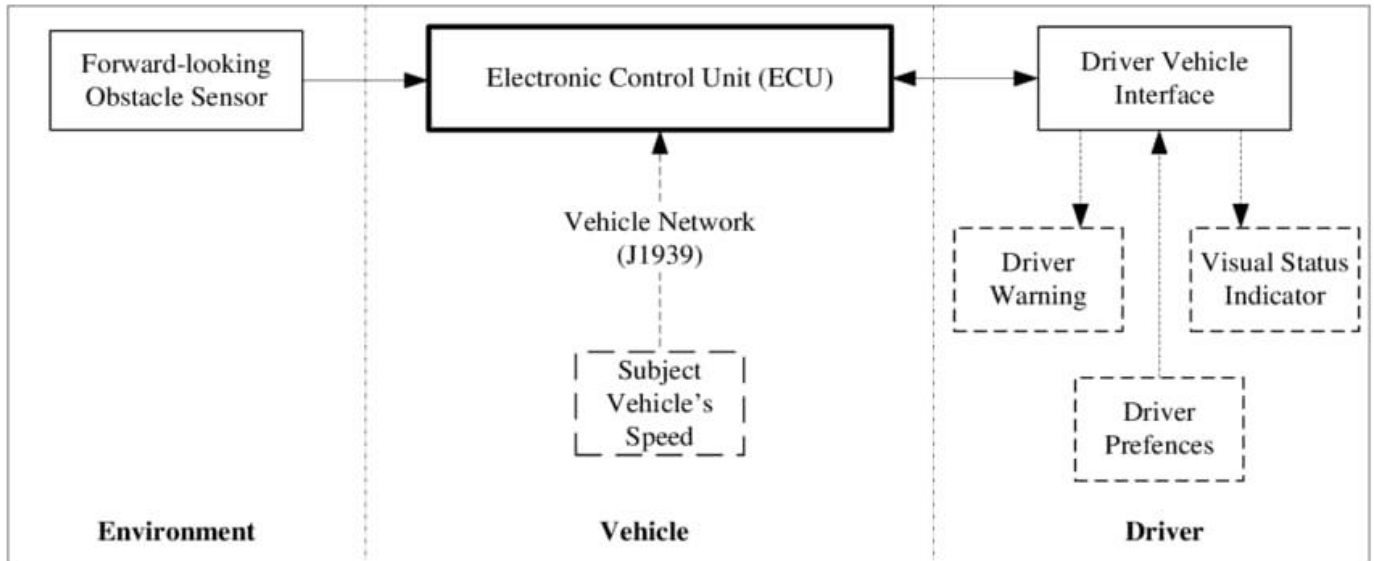 Forward-looking
Obstacle Sensor
Electronic Control Unit (ECU)
Driver Vehicle
Interface
Vehicle Network
(J1939)
Driver
Warning
Visual Status
Indicator
Subject
Vehicle's
Speed
Driver
Prefences
Environment
Vehicle
Driver